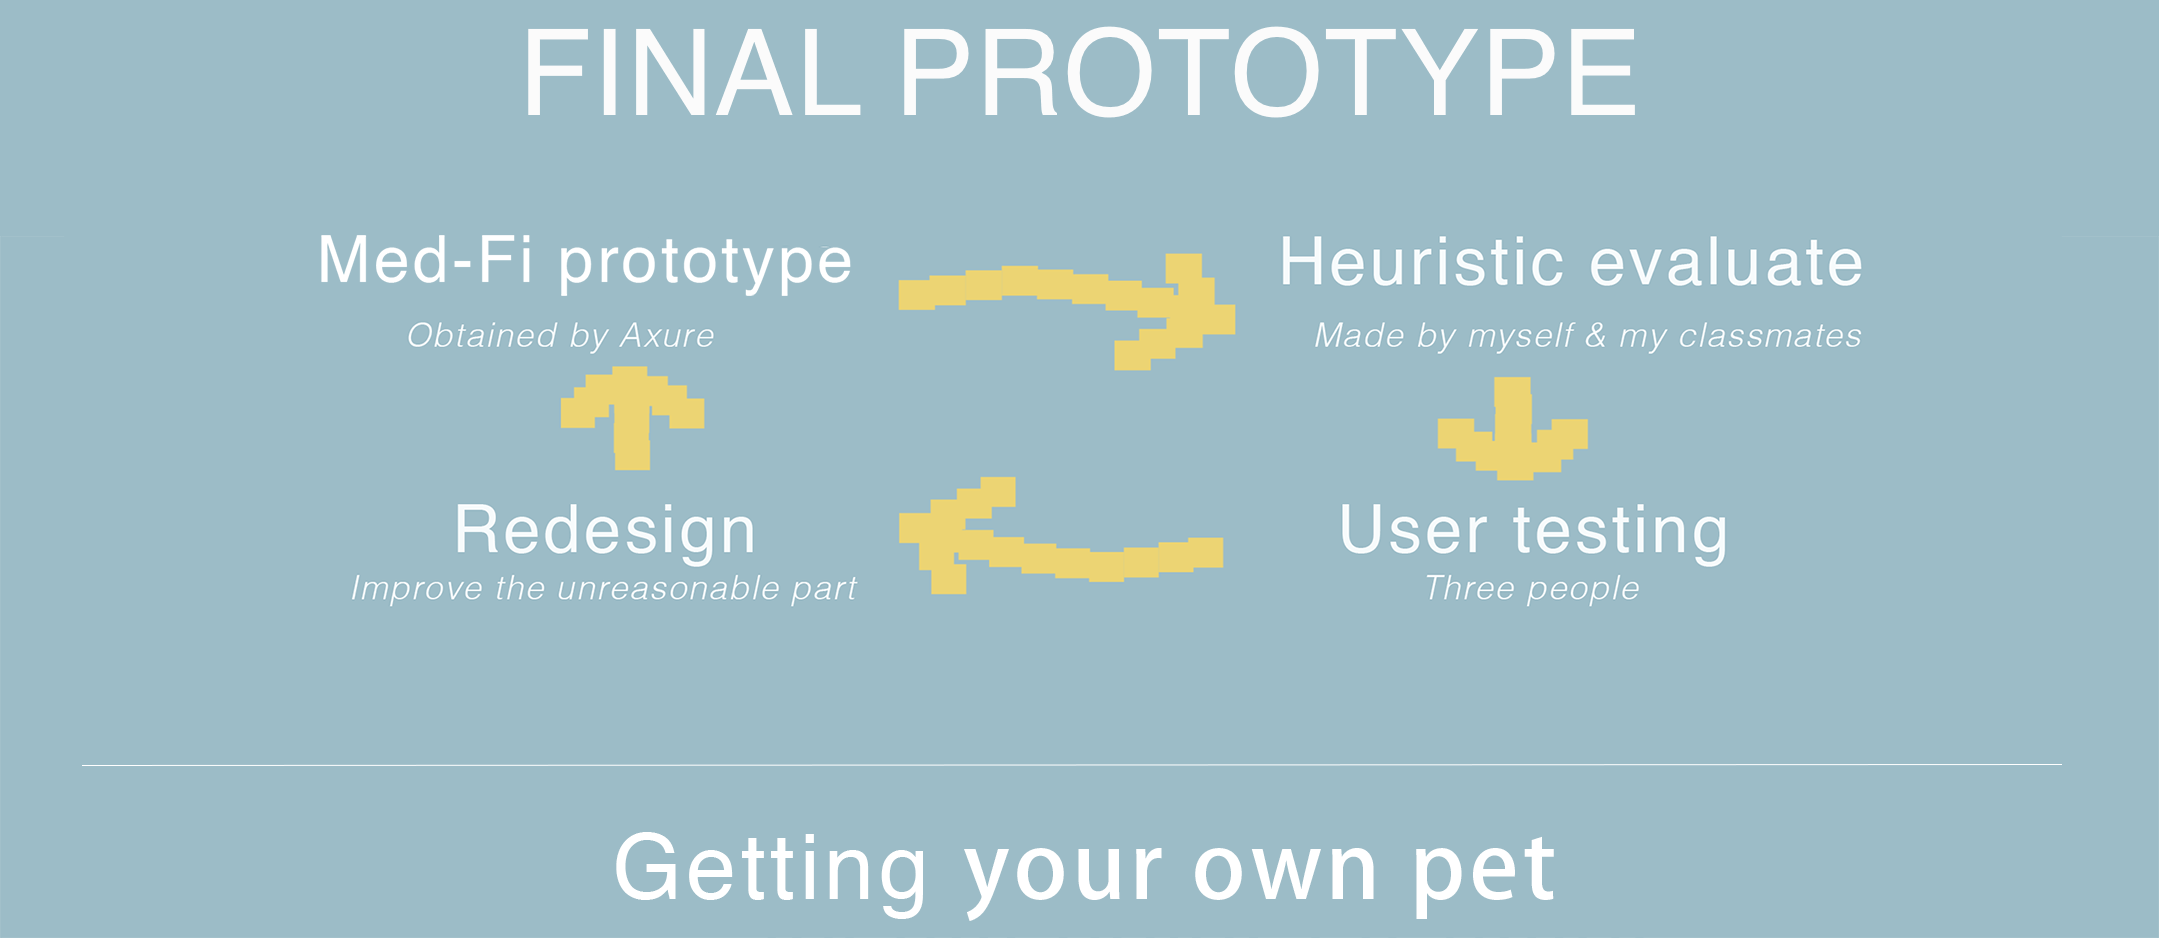 FINAL PROTOTYPE
Med-Fi prototype
Obtained by Axure
Heuristic evaluate
Made by myself & my classmates
Redesign
Improve the unreasonable part
User testing
Three people
Getting your own pet